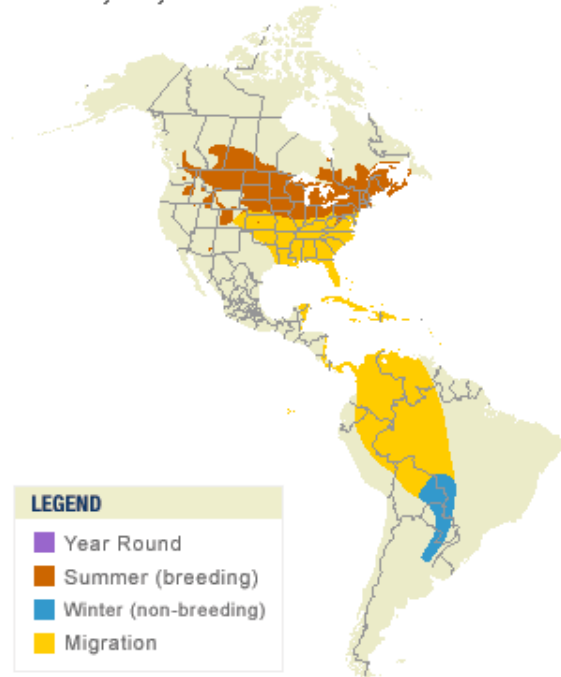 LEGEND
Year Round
Summer (breeding)
Winter (non-breeding)
Migration